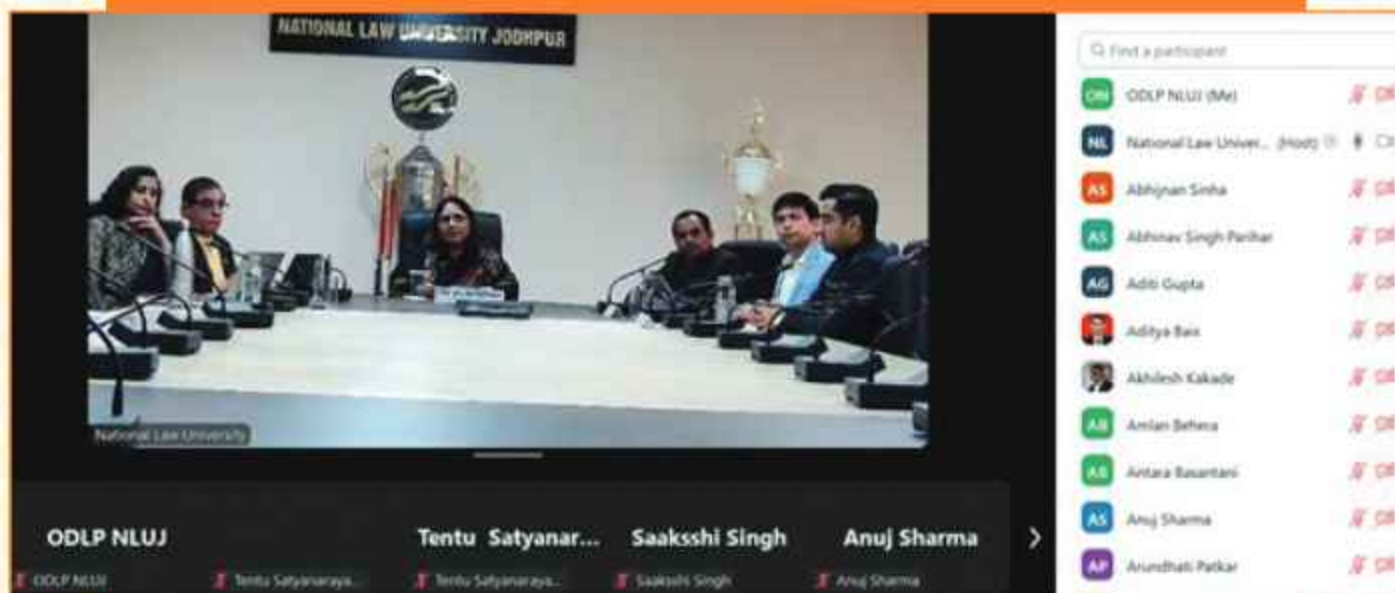 NATIONAL LAW UNIVERSITY JODHPUR
National Law University
ODLP NLUJ
Tentu Satyanar...
Saaksshi Singh
Anuj Sharma
ODLP NLUJ
Tentu Satyanaraya...
Tentu Satyanaraya...
Saaksshi Singh
Anuj Sharma
Find a participant
ON ODLP NLUJ (Me)
NL National Law Univer... (Host)
AS Abhijnan Sinha
AS Abhinav Singh Parihar
AG Aditi Gupta
Aditya
Akhilesh Kakade
AB Amlan Behera
AB Antara Basantani
AS Anuj Sharma
AP Arundhati Patkar